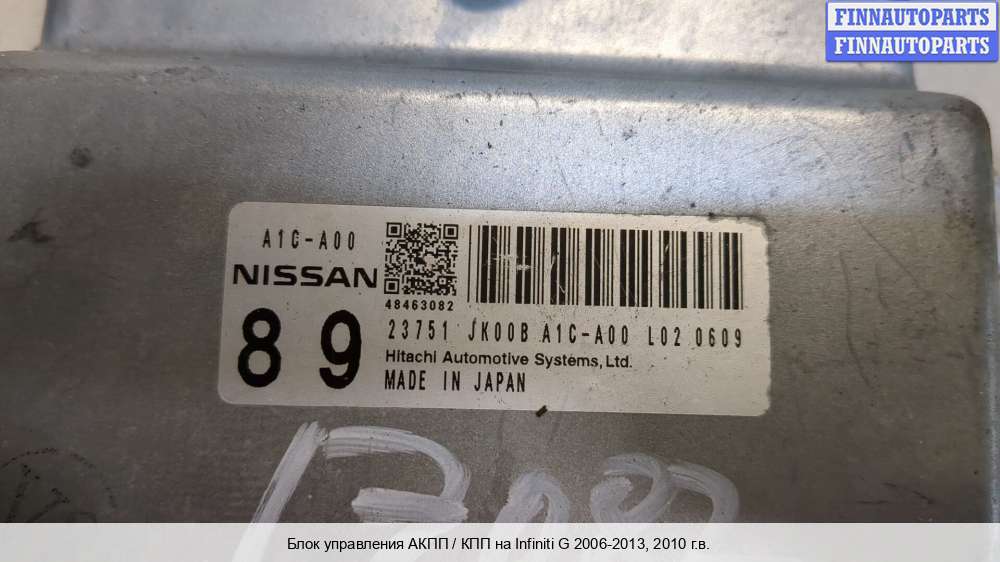 FINNAUTOPARTS
FINNAUTOPARTS
A1C-A00
NISSAN
48463082
8 9
23751 JK00B A1C-A00 L02 0609
Hitachi Automotive Systems, Ltd.
MADE IN JAPAN
Блок управления АКПП / КПП на Infiniti G 2006-2013, 2010 г.в.